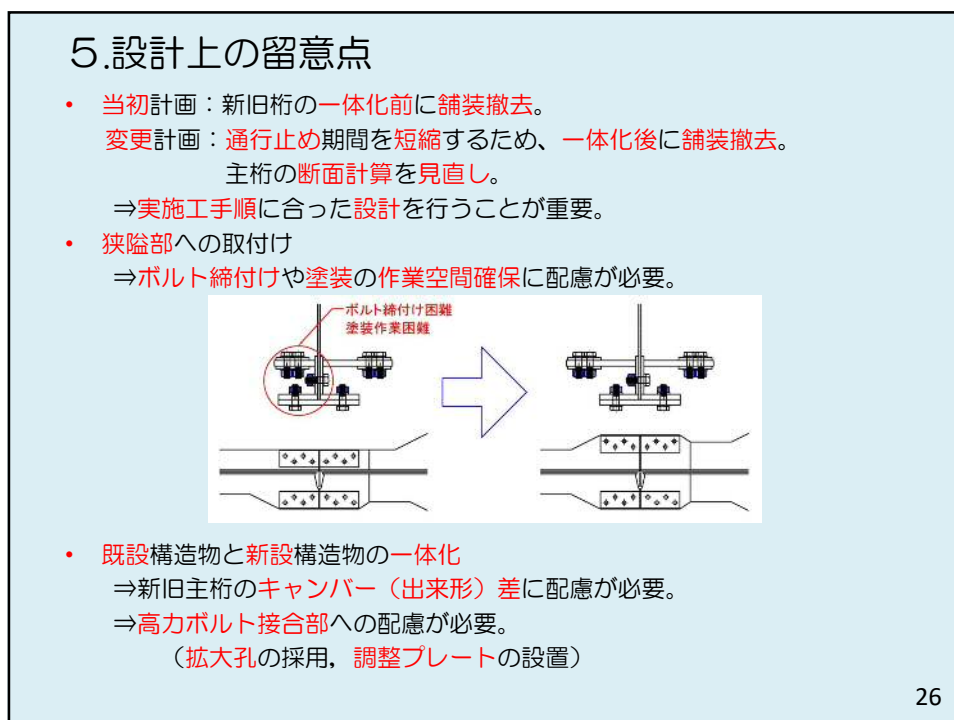 ５.設計上の留意点
• 当初計画：新旧桁の一体化前に舗装撤去。
変更計画：通行止め期間を短縮するため、一体化後に舗装撤去。
主桁の断面計算を見直し。
⇒実施工手順に合った設計を行うことが重要。
• 狭隘部への取付け
⇒ボルト締付けや塗装の作業空間確保に配慮が必要。
ボルト締付け困難
塗装作業困難
• 既設構造物と新設構造物の一体化
⇒新旧主桁のキャンバー（出来形）差に配慮が必要。
⇒高力ボルト接合部への配慮が必要。
（拡大孔の採用，調整プレートの設置）
26